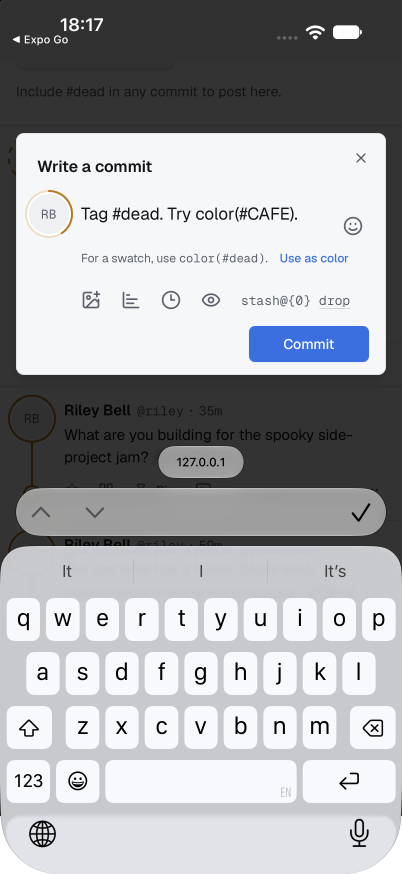 18:17
◀ Expo Go
Include #dead in any commit to post here.
Write a commit
RB
Tag #dead. Try color(#CAFE).
For a swatch, use color(#dead). Use as color
stash@{0} drop
Commit
RB
Riley Bell @riley · 35m
What are you building for the spooky side-
project jam?
127.0.0.1
Riley Bell @riley · 59m
It I It's
q w e r t y u i o p
a s d f g h j k l
z x c v b n m
123
EN